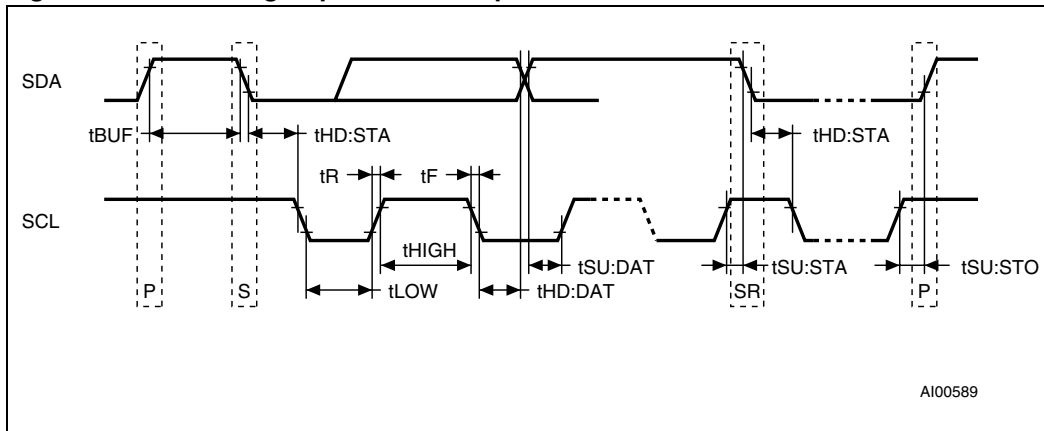 SDA
tBUF
tHD:STA
tHD:STA
tR
tF
SCL
tHIGH
tLOW
tSU:DAT
tHD:DAT
tSU:STA
tSU:STO
P
S
SR
P
AI00589